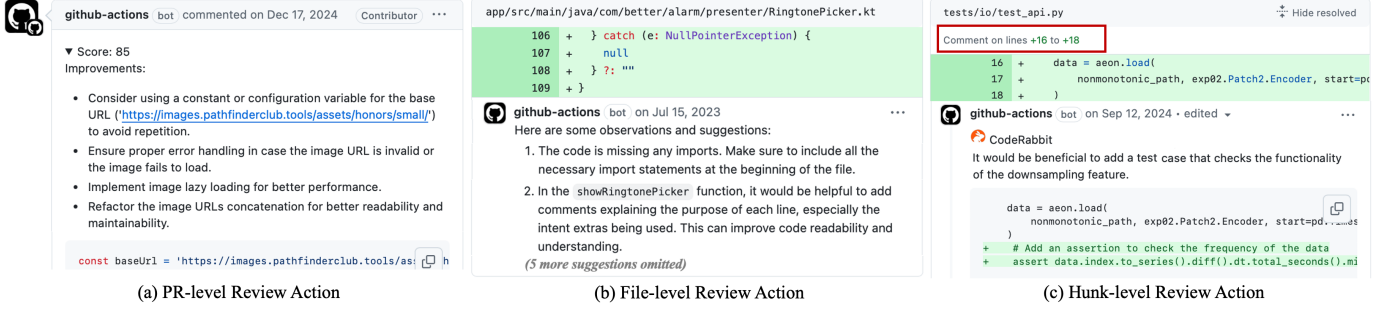 github-actions bot commented on Dec 17, 2024 Contributor ...
▼ Score: 85
Improvements:
• Consider using a constant or configuration variable for the base
URL ('https://images.pathfinderclub.tools/assets/honors/small/')
to avoid repetition.
• Ensure proper error handling in case the image URL is invalid or
the image fails to load.
• Implement image lazy loading for better performance.
• Refactor the image URLs concatenation for better readability and
maintainability.
const baseUrl = 'https://images.pathfinderclub.tools/ass h
(a) PR-level Review Action
app/src/main/java/com/better/alarm/presenter/RingtonePicker.kt
106 + } catch (e: NullPointerException) {
107 + null
108 + } ?: ""
109 + }
github-actions bot on Jul 15, 2023 ...
Here are some observations and suggestions:
1. The code is missing any imports. Make sure to include all the
necessary import statements at the beginning of the file.
2. In the showRingtonePicker function, it would be helpful to add
comments explaining the purpose of each line, especially the
intent extras being used. This can improve code readability and
understanding.
(5 more suggestions omitted)
(b) File-level Review Action
tests/io/test_api.py Hide resolved
Comment on lines +16 to +18
16 + data = aeon.load(
17 + nonmonotonic_path, exp02.Patch2.Encoder, start=pd
18 + )
github-actions bot on Sep 12, 2024 • edited ...
CodeRabbit
It would be beneficial to add a test case that checks the functionality
of the downsampling feature.
data = aeon.load(
nonmonotonic_path, exp02.Patch2.Encoder, start=pd.Times
)
+ # Add an assertion to check the frequency of the data
+ assert data.index.to_series().diff().dt.total_seconds().mi
(c) Hunk-level Review Action